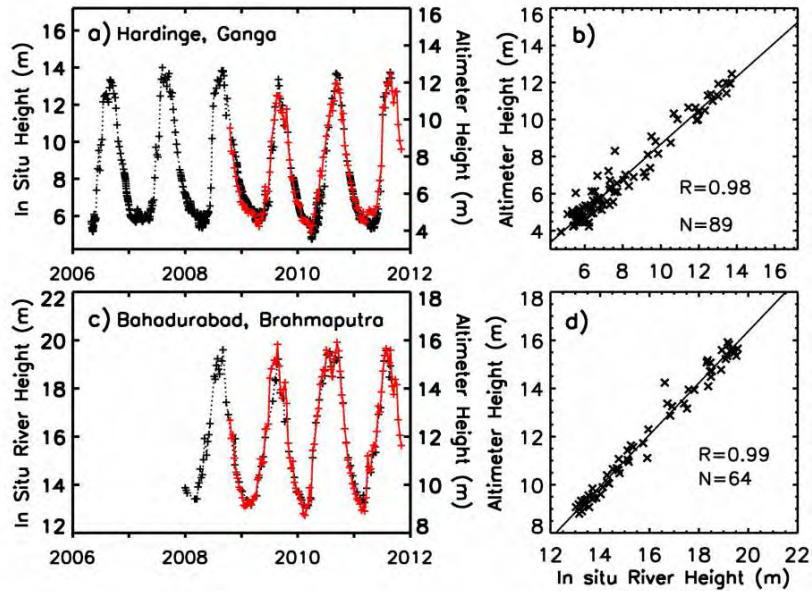 a) Hardinge, Ganga
In Situ Height (m)
16
14
12
10
8
6
Altimeter Height (m)
16
14
12
10
8
6
4
2006 2008 2010 2012
b)
Altimeter Height (m)
16
14
12
10
8
6
4
R=0.98
N=89
6 8 10 12 14 16
c) Bahadurabad, Brahmaputra
In Situ River Height (m)
22
20
18
16
14
12
Altimeter Height (m)
18
16
14
12
10
8
2006 2008 2010 2012
d)
Altimeter Height (m)
18
16
14
12
10
8
R=0.99
N=64
12 14 16 18 20 22
In situ River Height (m)